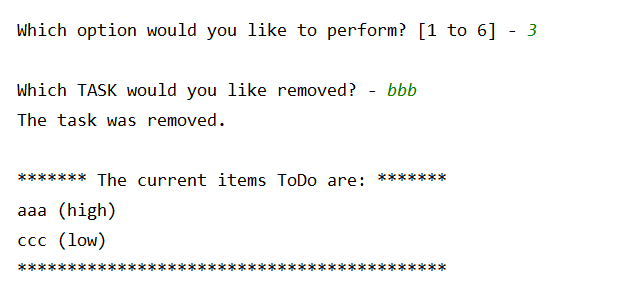 Which option would you like to perform? [1 to 6] - 3
Which TASK would you like removed? - bbb
The task was removed.
******* The current items ToDo are: *******
aaa (high)
ccc (low)
*******************************************